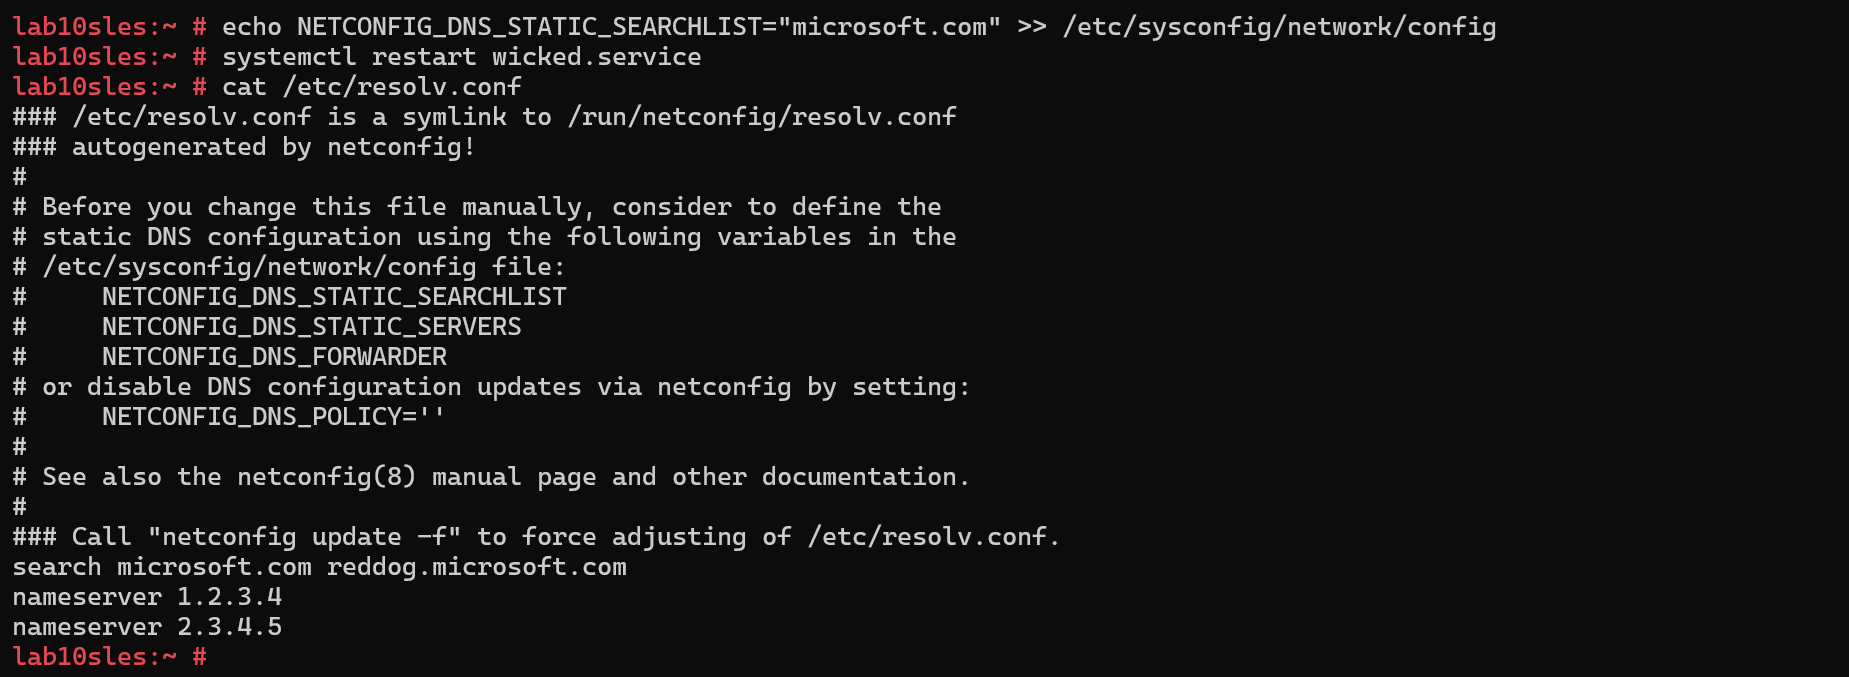 lab10sles:~ # echo NETCONFIG_DNS_STATIC_SEARCHLIST="microsoft.com" >> /etc/sysconfig/network/config
lab10sles:~ # systemctl restart wicked.service
lab10sles:~ # cat /etc/resolv.conf
### /etc/resolv.conf is a symlink to /run/netconfig/resolv.conf
### autogenerated by netconfig!
#
# Before you change this file manually, consider to define the
# static DNS configuration using the following variables in the
# /etc/sysconfig/network/config file:
#     NETCONFIG_DNS_STATIC_SEARCHLIST
#     NETCONFIG_DNS_STATIC_SERVERS
#     NETCONFIG_DNS_FORWARDER
# or disable DNS configuration updates via netconfig by setting:
#     NETCONFIG_DNS_POLICY=''
#
# See also the netconfig(8) manual page and other documentation.
#
### Call "netconfig update -f" to force adjusting of /etc/resolv.conf.
search microsoft.com reddog.microsoft.com
nameserver 1.2.3.4
nameserver 2.3.4.5
lab10sles:~ #